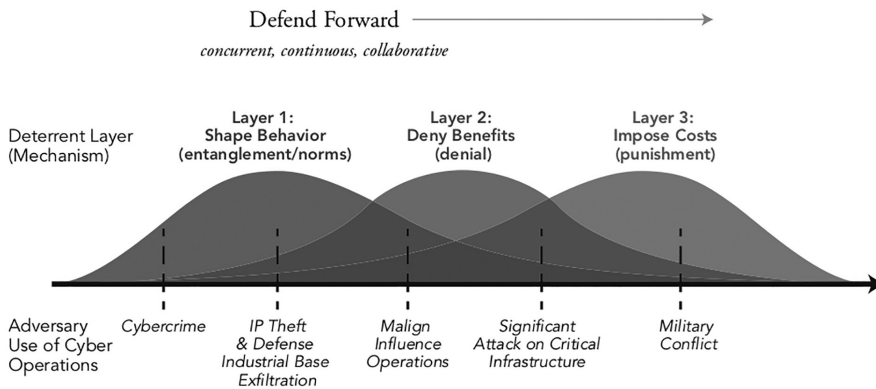 Defend Forward
concurrent, continuous, collaborative
Deterrent Layer
(Mechanism)
Layer 1:
Shape Behavior
(entanglement/norms)
Layer 2:
Deny Benefits
(denial)
Layer 3:
Impose Costs
(punishment)
Adversary
Use of Cyber
Operations
Cybercrime
IP Theft
& Defense
Industrial Base
Exfiltration
Malign
Influence
Operations
Significant
Attack on Critical
Infrastructure
Military
Conflict